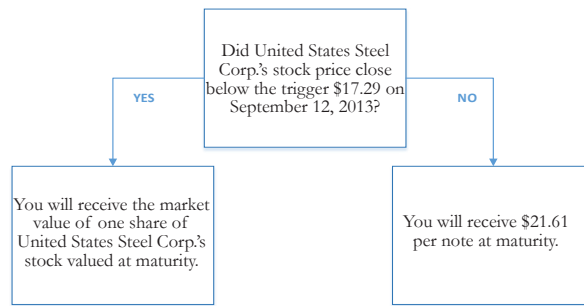 Did United States Steel
Corp.'s stock price close
below the trigger $17.29 on
September 12, 2013?
YES
NO
You will receive the market
value of one share of
United States Steel Corp.'s
stock valued at maturity.
You will receive $21.61
per note at maturity.